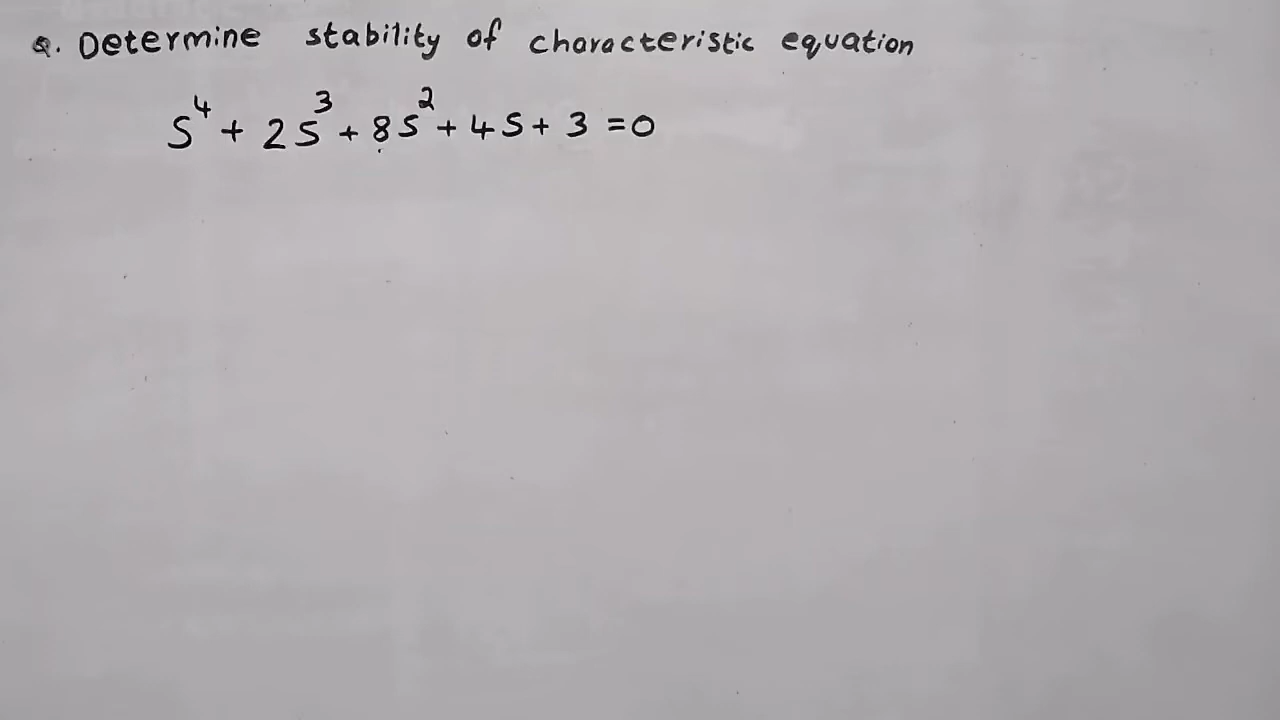 Q. Determine stability of characteristic equation
S⁴ + 2S³ + 8S² + 4S + 3 = 0